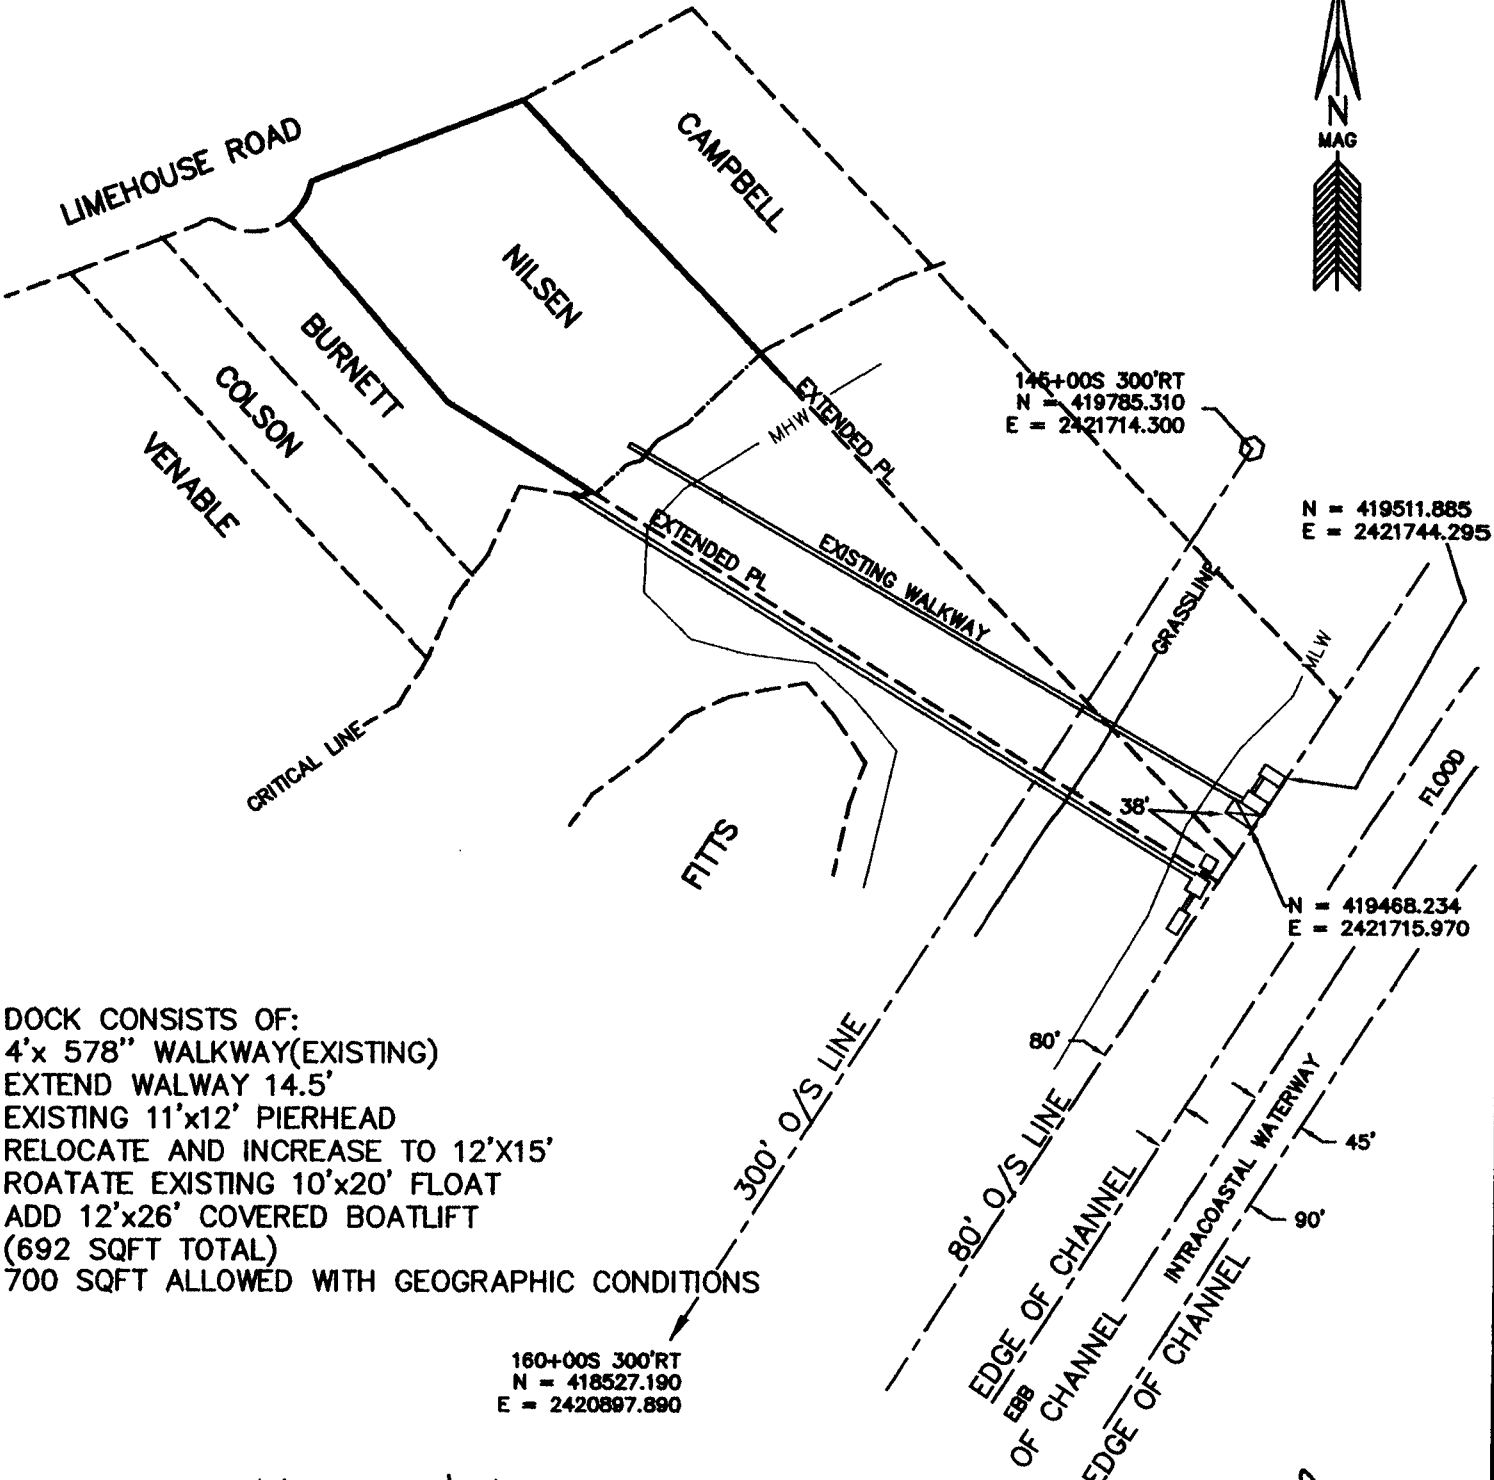 LIMEHOUSE ROAD
CAMPBELL
NILSEN
BURNETT
COLSON
VENABLE
N
MAG
145+00S 300'RT
N = 419785.310
E = 2421714.300
N = 419511.885
E = 2421744.295
MHW
EXTENDED PL
EXTENDED PL
EXISTING WALKWAY
GRASSLINE
MLW
CRITICAL LINE
FITTS
38'
FLOOD
N = 419468.234
E = 2421715.970
DOCK CONSISTS OF:
4'x 578" WALKWAY(EXISTING)
EXTEND WALWAY 14.5'
EXISTING 11'x12' PIERHEAD
RELOCATE AND INCREASE TO 12'X15'
ROATATE EXISTING 10'x20' FLOAT
ADD 12'x26' COVERED BOATLIFT
(692 SQFT TOTAL)
700 SQFT ALLOWED WITH GEOGRAPHIC CONDITIONS
300' O/S LINE
80'
80' O/S LINE
EDGE OF CHANNEL
INTRACOASTAL WATERWAY
45'
90'
EBB
OF CHANNEL
EDGE OF CHANNEL
160+00S 300'RT
N = 418527.190
E = 2420897.890